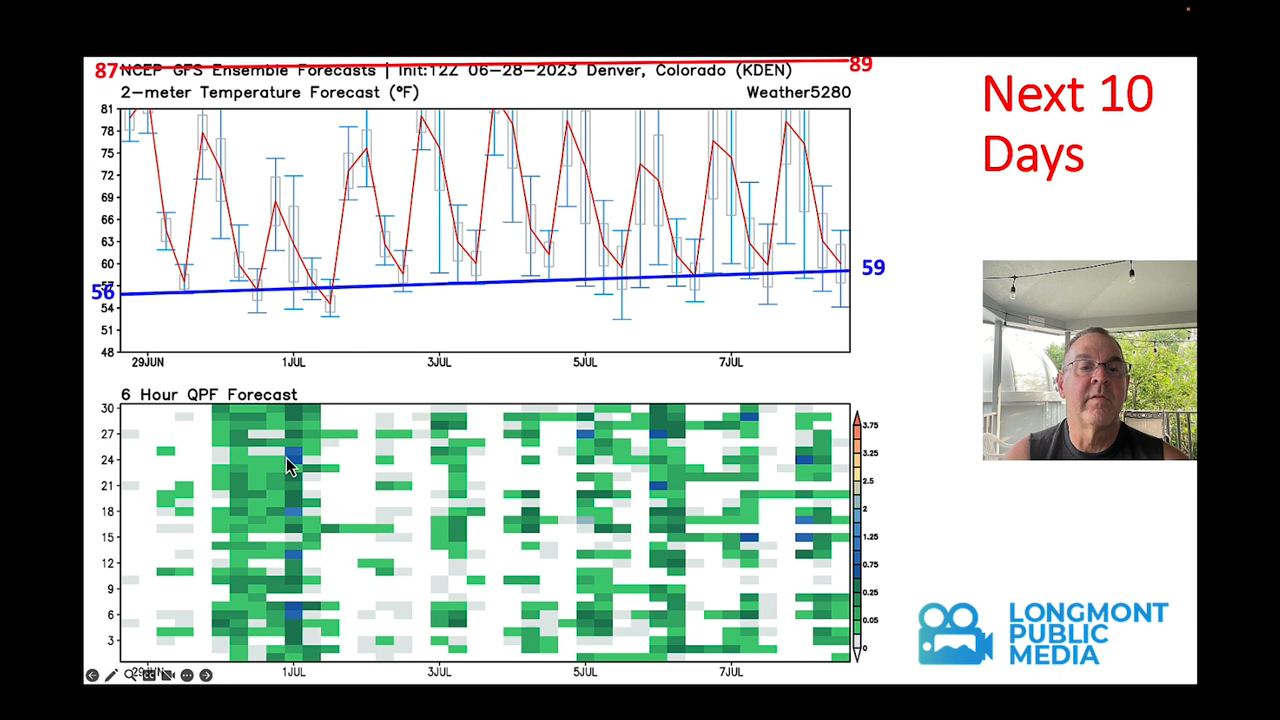 87
NCEP GFS Ensemble Forecasts | Init:12Z 06-28-2023 Denver, Colorado (KDEN)
89
2-meter Temperature Forecast (°F)
Weather5280
Next 10
Days
81
78
75
72
69
66
63
60
57
54
51
48
56
59
29JUN
1JUL
3JUL
5JUL
7JUL
6 Hour QPF Forecast
30
27
24
21
18
15
12
9
6
3
3.75
3.25
2.5
2
1.25
0.75
0.25
0.05
0
29JUN
1JUL
3JUL
5JUL
7JUL
LONGMONT
PUBLIC
MEDIA